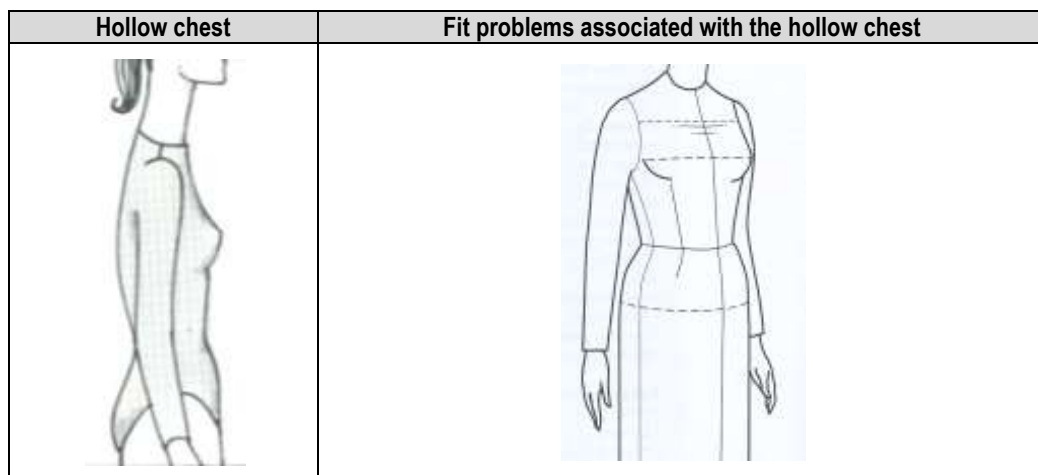 Hollow chest
Fit problems associated with the hollow chest